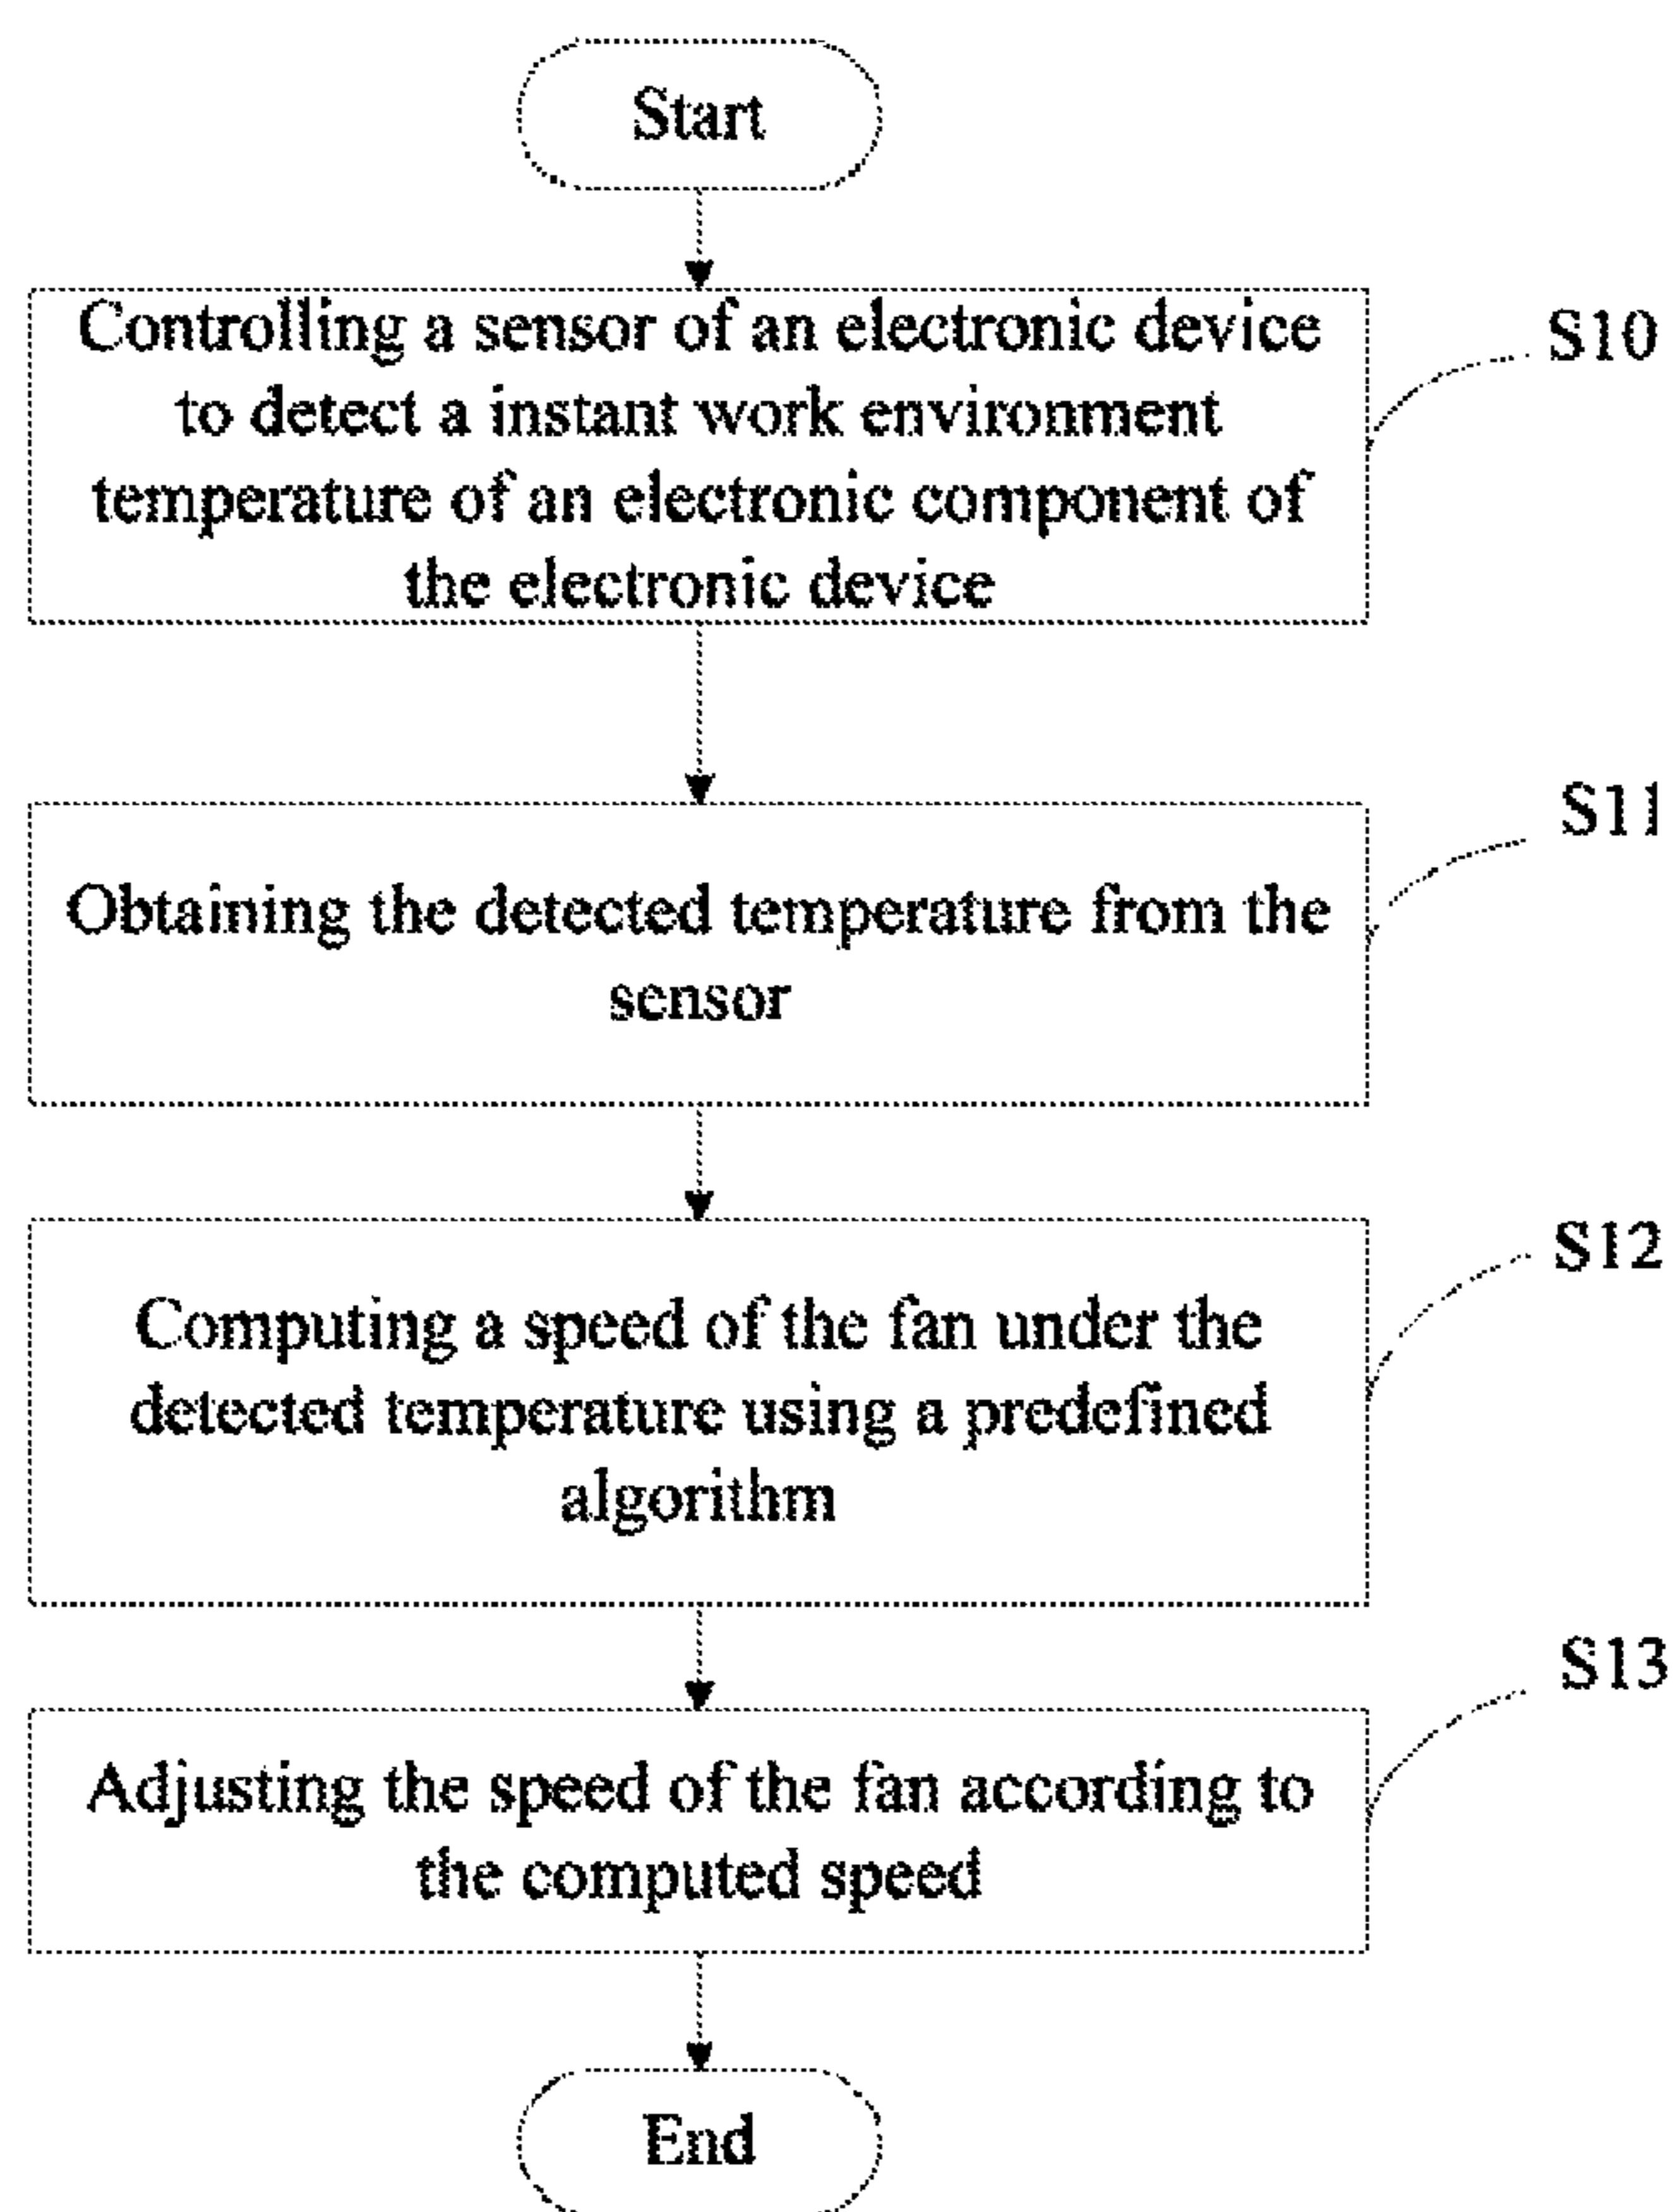 Start
Controlling a sensor of an electronic device
to detect a instant work environment
temperature of an electronic component of
the electronic device
S10
Obtaining the detected temperature from the
sensor
S11
Computing a speed of the fan under the
detected temperature using a predefined
algorithm
S12
Adjusting the speed of the fan according to
the computed speed
S13
End